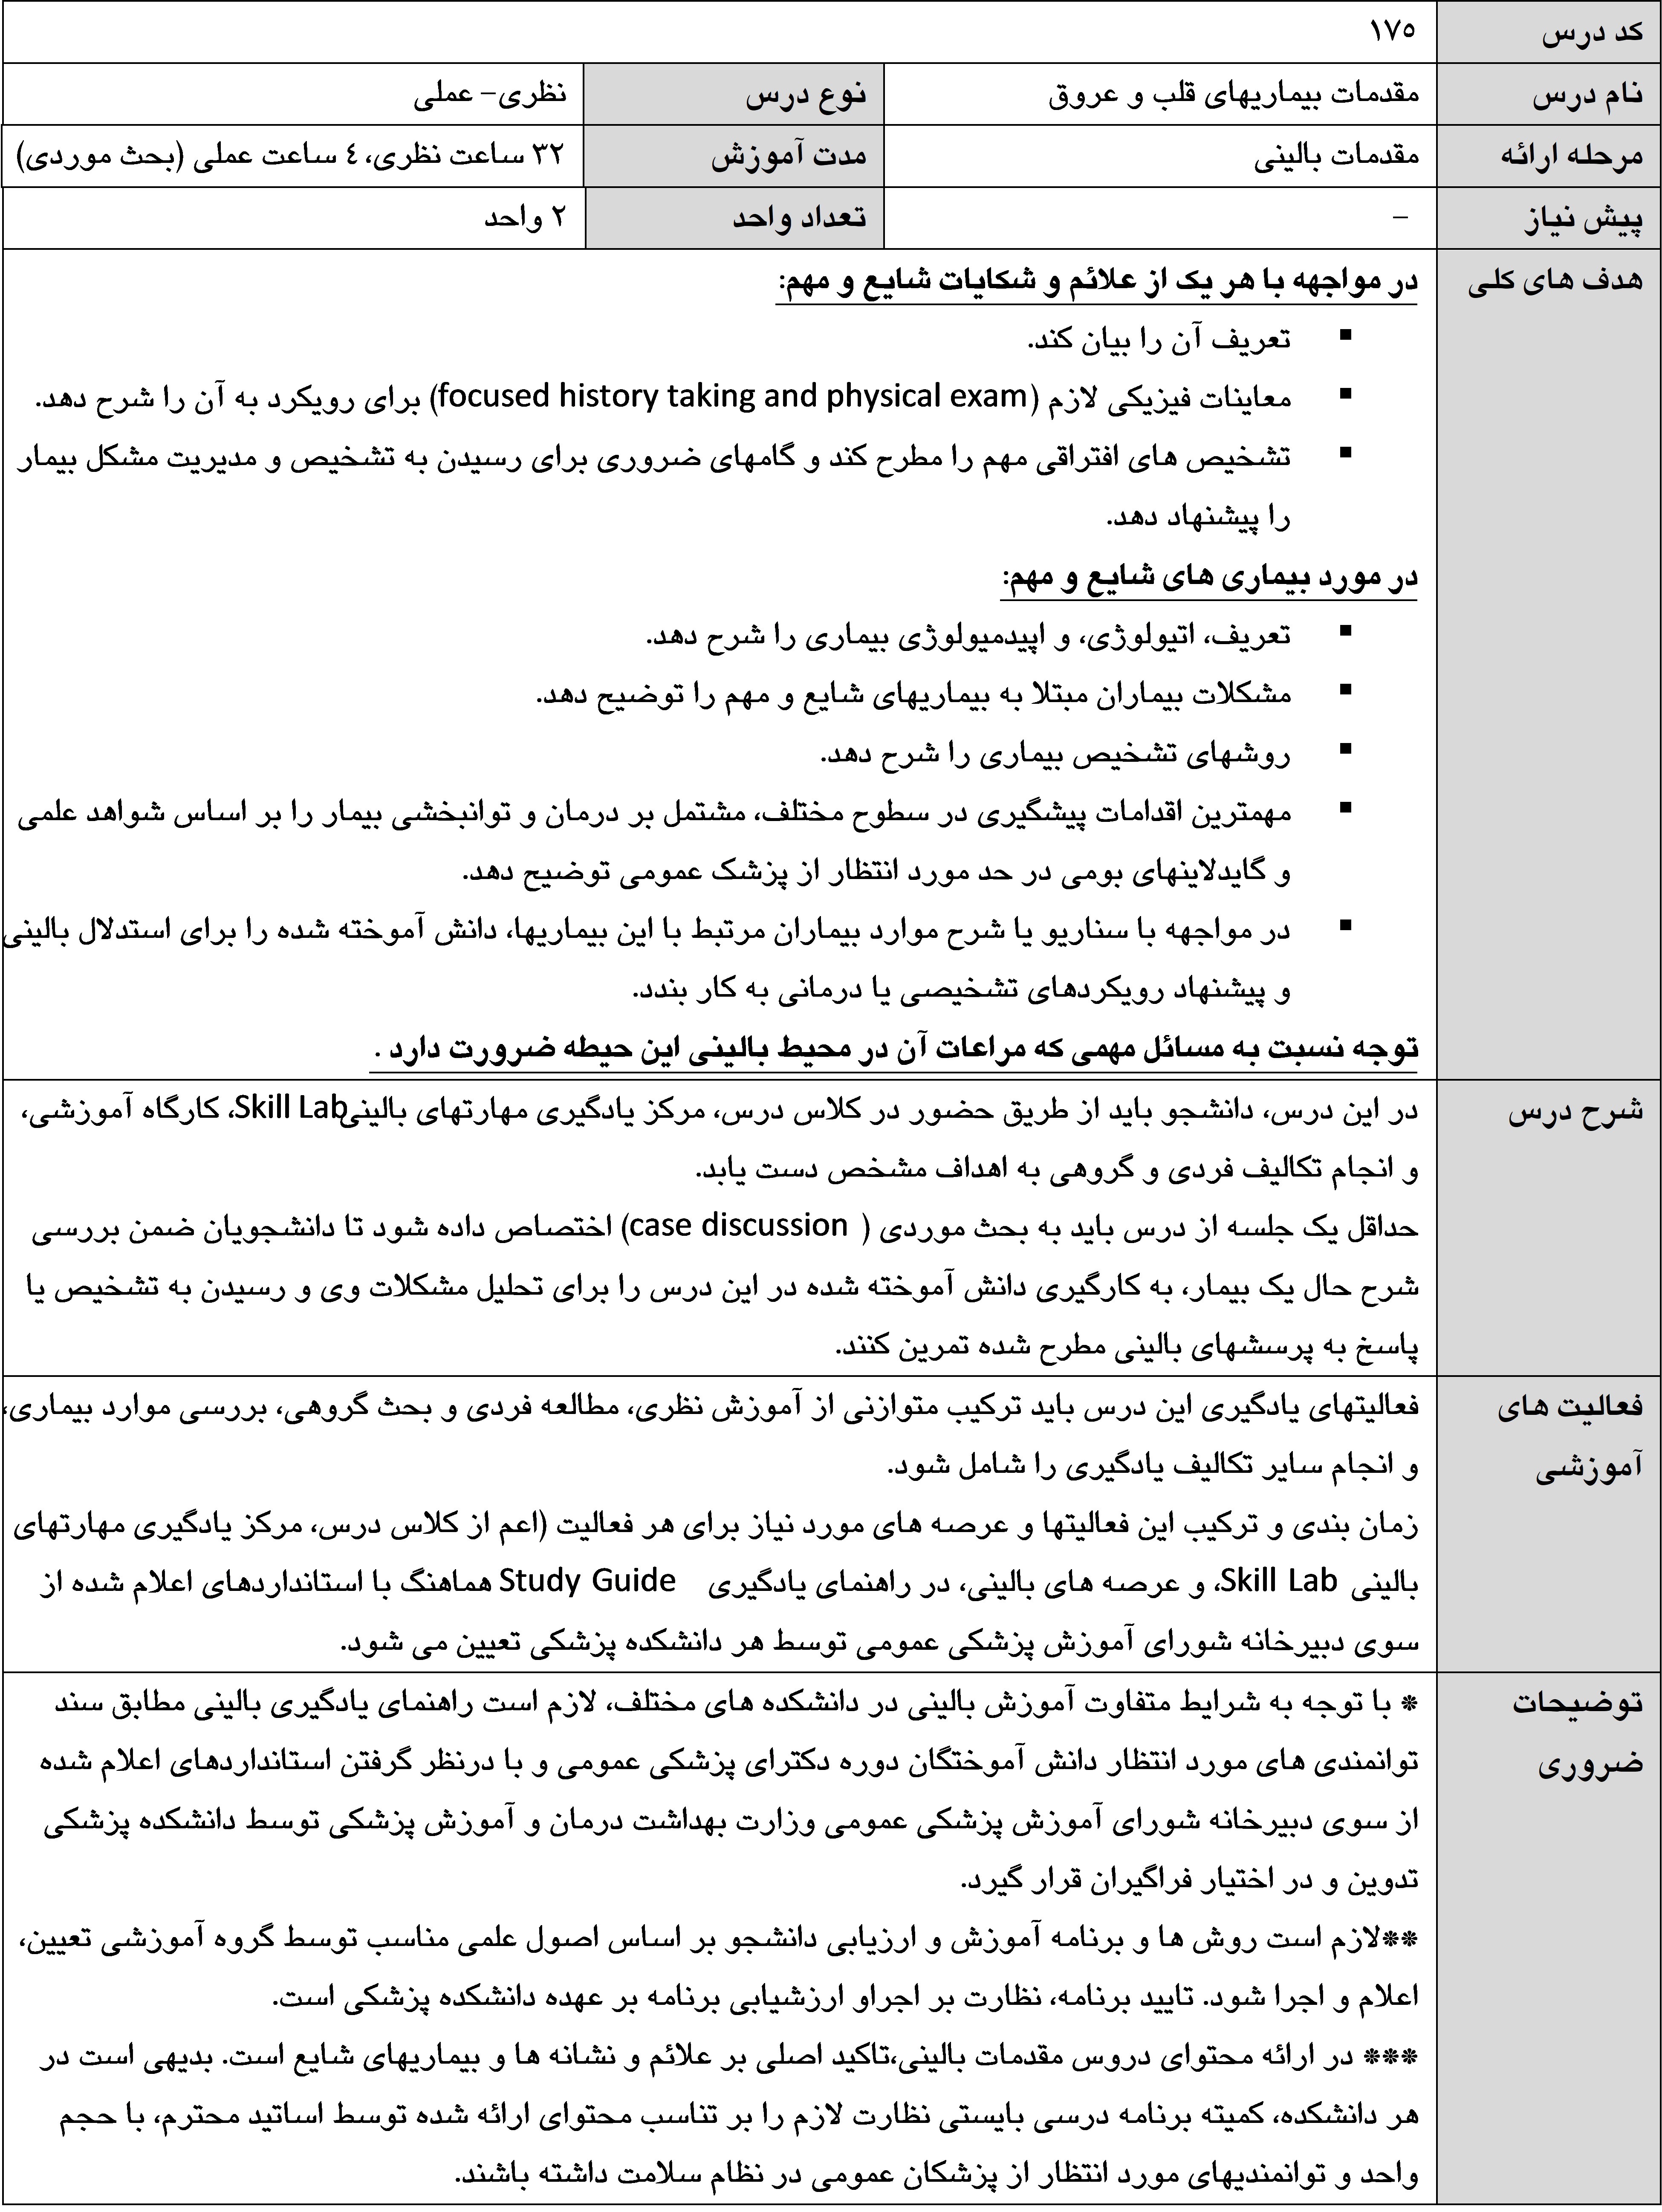 کد درس ۱۷۵
نام درس مقدمات بیماریهای قلب و عروق نوع درس نظری– عملی
مرحله ارائه مقدمات بالینی مدت آموزش ۳۲ ساعت نظری، ٤ ساعت عملی (بحث موردی)
پیش نیاز – تعداد واحد ۲ واحد
هدف های کلی در مواجهه با هر یک از علائم و شکایات شایع و مهم:
▪ تعریف آن را بیان کند.
▪ معاینات فیزیکی لازم (focused history taking and physical exam) برای رویکرد به آن را شرح دهد.
▪ تشخیص های افتراقی مهم را مطرح کند و گامهای ضروری برای رسیدن به تشخیص و مدیریت مشکل بیمار
را پیشنهاد دهد.
در مورد بیماری های شایع و مهم:
▪ تعریف، اتیولوژی، و اپیدمیولوژی بیماری را شرح دهد.
▪ مشکلات بیماران مبتلا به بیماریهای شایع و مهم را توضیح دهد.
▪ روشهای تشخیص بیماری را شرح دهد.
▪ مهمترین اقدامات پیشگیری در سطوح مختلف، مشتمل بر درمان و توانبخشی بیمار را بر اساس شواهد علمی
و گایدلاینهای بومی در حد مورد انتظار از پزشک عمومی توضیح دهد.
▪ در مواجهه با سناریو یا شرح موارد بیماران مرتبط با این بیماریها، دانش آموخته شده را برای استدلال بالینی
و پیشنهاد رویکردهای تشخیصی یا درمانی به کار بندد.
توجه نسبت به مسائل مهمی که مراعات آن در محیط بالینی این حیطه ضرورت دارد .
شرح درس در این درس، دانشجو باید از طریق حضور در کلاس درس، مرکز یادگیری مهارتهای بالینیSkill Lab، کارگاه آموزشی،
و انجام تکالیف فردی و گروهی به اهداف مشخص دست یابد.
حداقل یک جلسه از درس باید به بحث موردی ( case discussion) اختصاص داده شود تا دانشجویان ضمن بررسی
شرح حال یک بیمار، به کارگیری دانش آموخته شده در این درس را برای تحلیل مشکلات وی و رسیدن به تشخیص یا
پاسخ به پرسشهای بالینی مطرح شده تمرین کنند.
فعالیت های فعالیتهای یادگیری این درس باید ترکیب متوازنی از آموزش نظری، مطالعه فردی و بحث گروهی، بررسی موارد بیماری،
آموزشی و انجام سایر تکالیف یادگیری را شامل شود.
زمان بندی و ترکیب این فعالیتها و عرصه های مورد نیاز برای هر فعالیت (اعم از کلاس درس، مرکز یادگیری مهارتهای
بالینی Skill Lab، و عرصه های بالینی، در راهنمای یادگیری Study Guide هماهنگ با استانداردهای اعلام شده از
سوی دبیرخانه شورای آموزش پزشکی عمومی توسط هر دانشکده پزشکی تعیین می شود.
توضیحات * با توجه به شرایط متفاوت آموزش بالینی در دانشکده های مختلف، لازم است راهنمای یادگیری بالینی مطابق سند
ضروری توانمندی های مورد انتظار دانش آموختگان دوره دکترای پزشکی عمومی و با درنظر گرفتن استانداردهای اعلام شده
از سوی دبیرخانه شورای آموزش پزشکی عمومی وزارت بهداشت درمان و آموزش پزشکی توسط دانشکده پزشکی
تدوین و در اختیار فراگیران قرار گیرد.
**لازم است روش ها و برنامه آموزش و ارزیابی دانشجو بر اساس اصول علمی مناسب توسط گروه آموزشی تعیین،
اعلام و اجرا شود. تایید برنامه، نظارت بر اجراو ارزشیابی برنامه بر عهده دانشکده پزشکی است.
*** در ارائه محتوای دروس مقدمات بالینی،تاکید اصلی بر علائم و نشانه ها و بیماریهای شایع است. بدیهی است در
هر دانشکده، کمیته برنامه درسی بایستی نظارت لازم را بر تناسب محتوای ارائه شده توسط اساتید محترم، با حجم
واحد و توانمندیهای مورد انتظار از پزشکان عمومی در نظام سلامت داشته باشند.